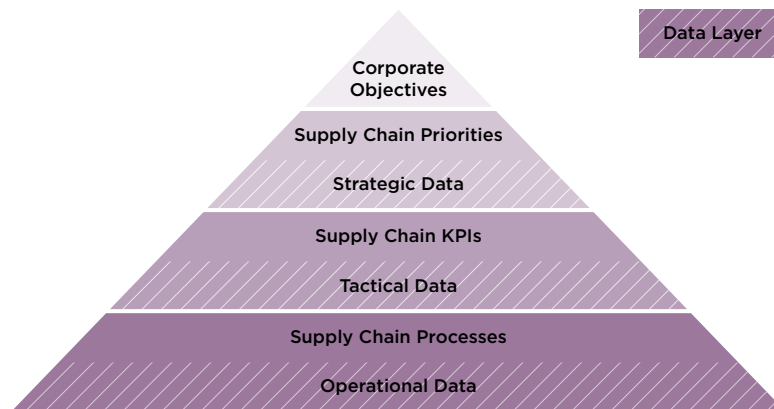 Data Layer
Corporate
Objectives
Supply Chain Priorities
Strategic Data
Supply Chain KPIs
Tactical Data
Supply Chain Processes
Operational Data